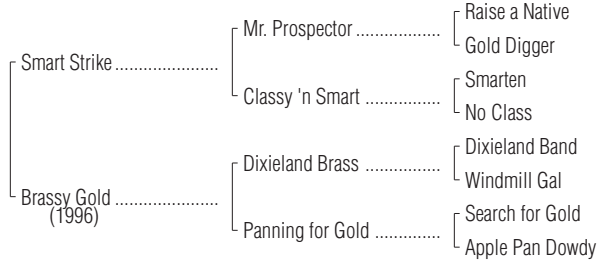 Raise a Native
Mr. Prospector ..................
Gold Digger
Smart Strike ......................
Smarten
Classy 'n Smart ................
No Class
Dixieland Band
Dixieland Brass ................
Windmill Gal
Brassy Gold ......................
(1996)
Search for Gold
Panning for Gold ..............
Apple Pan Dowdy